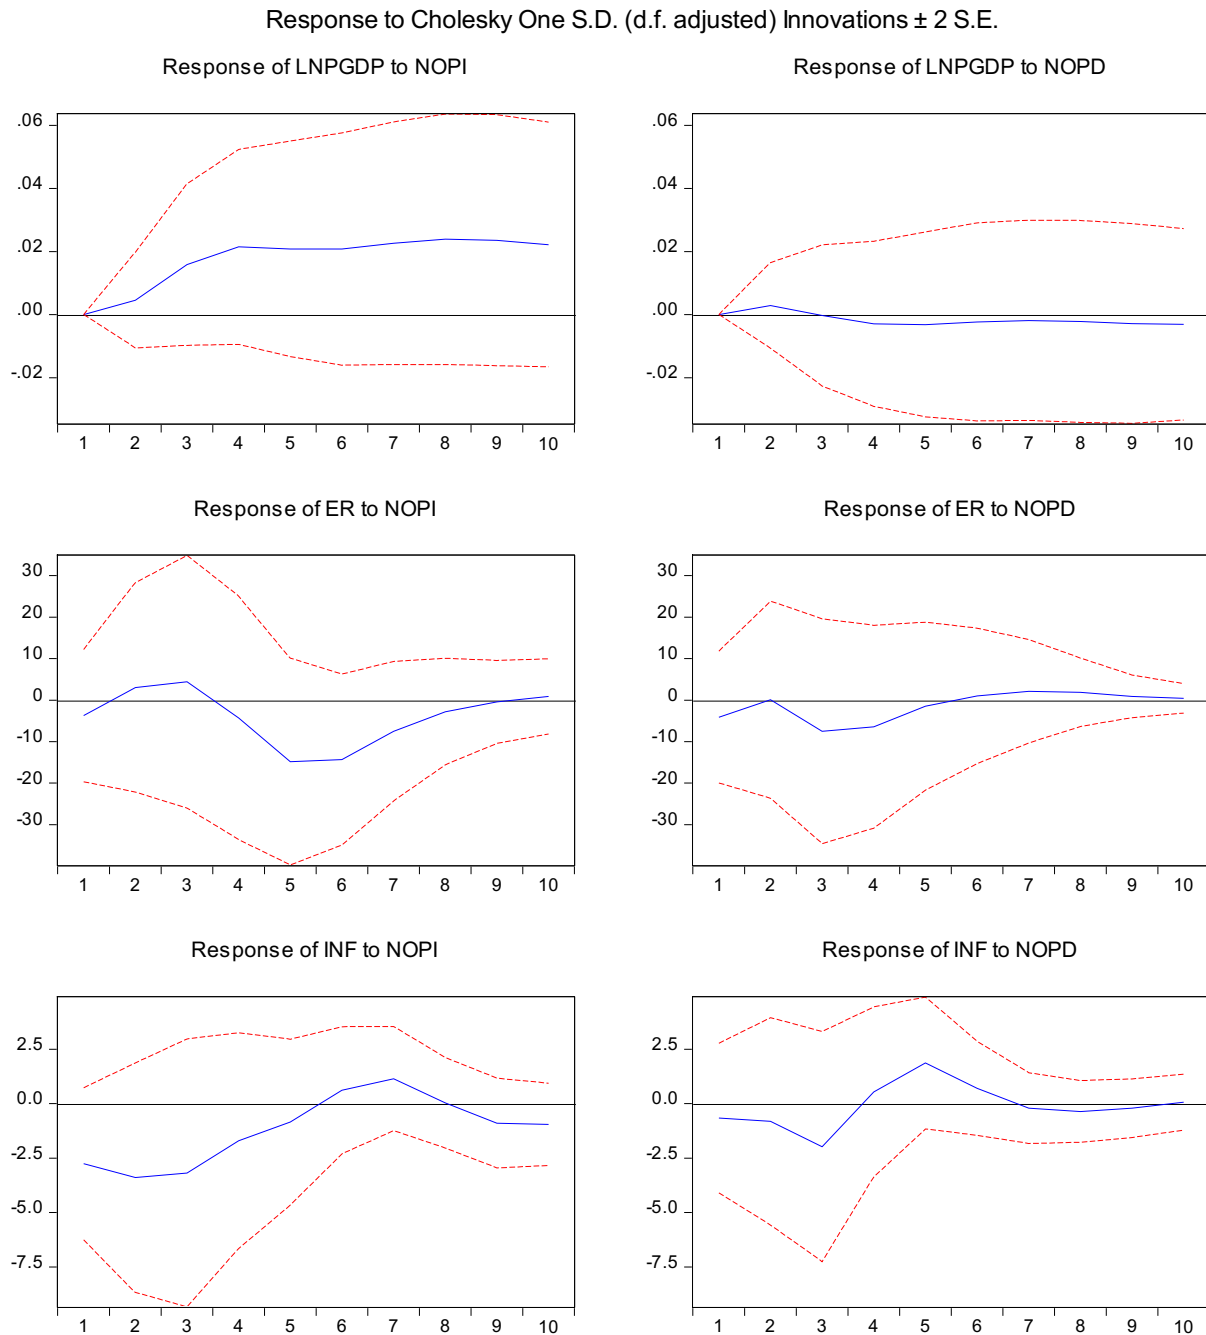 Response to Cholesky One S.D. (d.f. adjusted) Innovations ± 2 S.E.
Response of LNPGDP to NOPI
.06
.04
.02
.00
-.02
1 2 3 4 5 6 7 8 9 10
Response of LNPGDP to NOPD
.06
.04
.02
.00
-.02
1 2 3 4 5 6 7 8 9 10
Response of ER to NOPI
30
20
10
0
-10
-20
-30
1 2 3 4 5 6 7 8 9 10
Response of ER to NOPD
30
20
10
0
-10
-20
-30
1 2 3 4 5 6 7 8 9 10
Response of INF to NOPI
2.5
0.0
-2.5
-5.0
-7.5
1 2 3 4 5 6 7 8 9 10
Response of INF to NOPD
2.5
0.0
-2.5
-5.0
-7.5
1 2 3 4 5 6 7 8 9 10